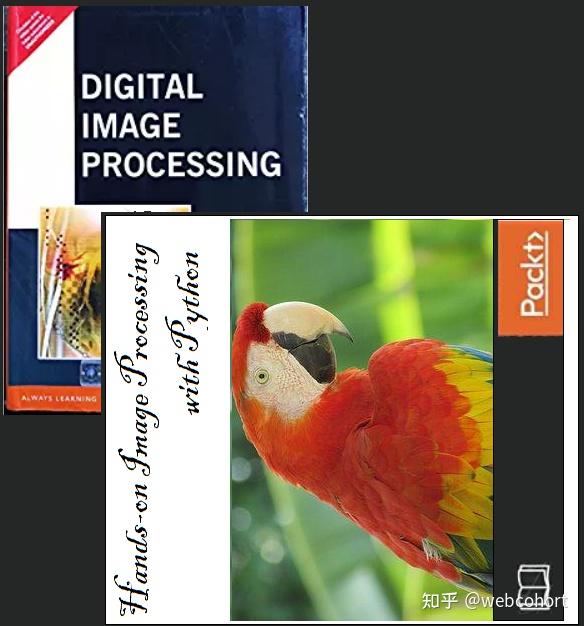 DIGITAL
IMAGE
PROCESSING
ALWAYS LEARNING
Hands-on Image Processing
with Python
Packt>
知乎 @webcohort